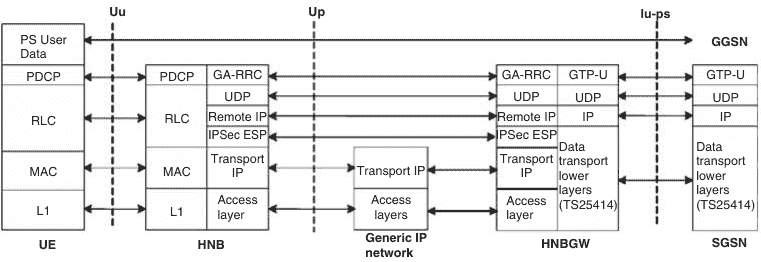 Uu
Up
Iu-ps
PS User
Data
GGSN
PDCP
PDCP
GA-RRC
GA-RRC
GTP-U
GTP-U
RLC
RLC
UDP
UDP
UDP
UDP
Remote IP
Remote IP
IP
IP
IPSec ESP
IPSec ESP
MAC
MAC
Transport
IP
Transport IP
Transport
IP
Data
transport
lower
layers
(TS25414)
Data
transport
lower
layers
(TS25414)
L1
L1
Access
layer
Access
layers
Access
layer
UE
HNB
Generic IP
network
HNBGW
SGSN